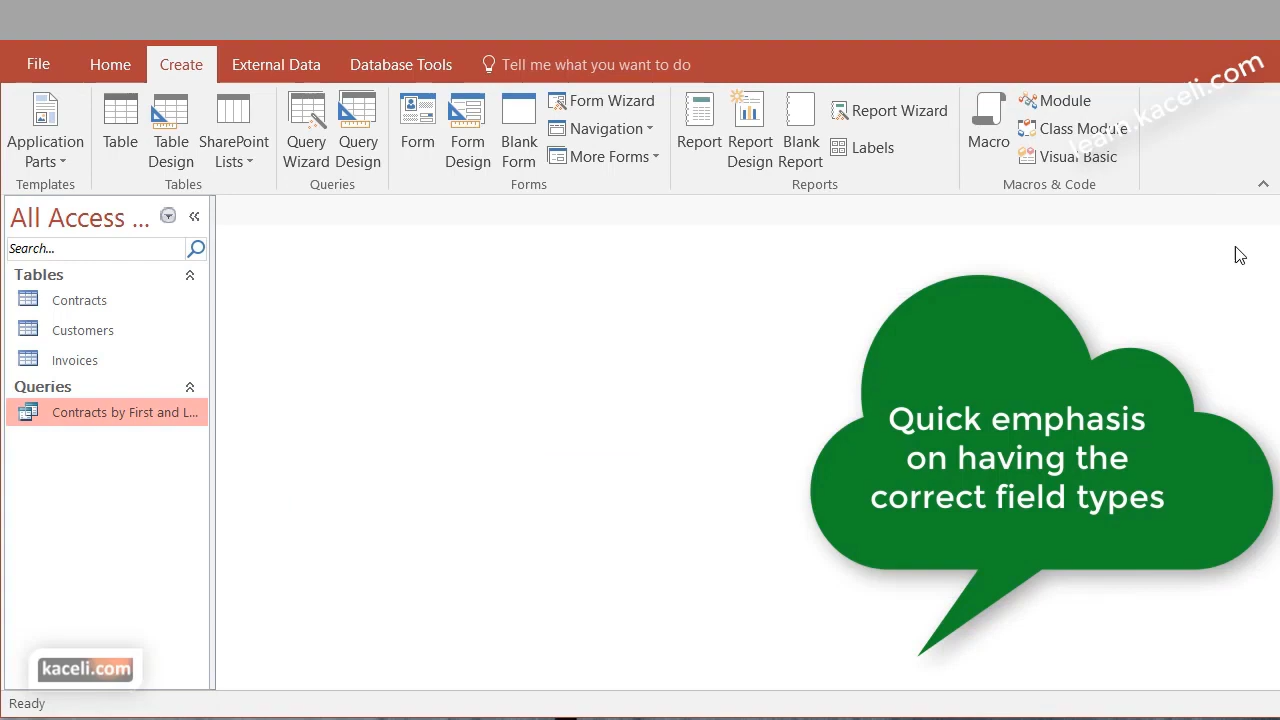 File Home Create External Data Database Tools Tell me what you want to do
Application Parts
Templates
Table
Table Design
SharePoint Lists
Tables
Query Wizard
Query Design
Queries
Form
Form Design
Blank Form
Form Wizard
Navigation
More Forms
Forms
Report
Report Design
Blank Report
Report Wizard
Labels
Reports
Macro
Module
Class Module
Visual Basic
Macros & Code
learn.kaceli.com
All Access ...
Search...
Tables
Contracts
Customers
Invoices
Queries
Contracts by First and L...
Quick emphasis
on having the
correct field types
kaceli.com
Ready